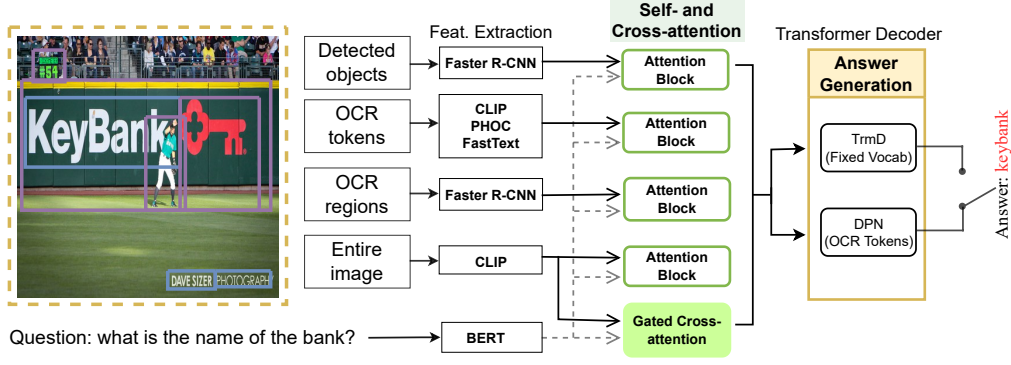 Feat. Extraction
Self- and
Cross-attention
Transformer Decoder
Detected
objects
Faster R-CNN
Attention
Block
Answer
Generation
OCR
tokens
CLIP
PHOC
FastText
Attention
Block
TrmD
(Fixed Vocab)
OCR
regions
Faster R-CNN
Attention
Block
DPN
(OCR Tokens)
Entire
image
CLIP
Attention
Block
Gated Cross-
attention
Answer: keybank
KeyBank
DAVE SIZER PHOTOGRAPHY
Question: what is the name of the bank?
BERT